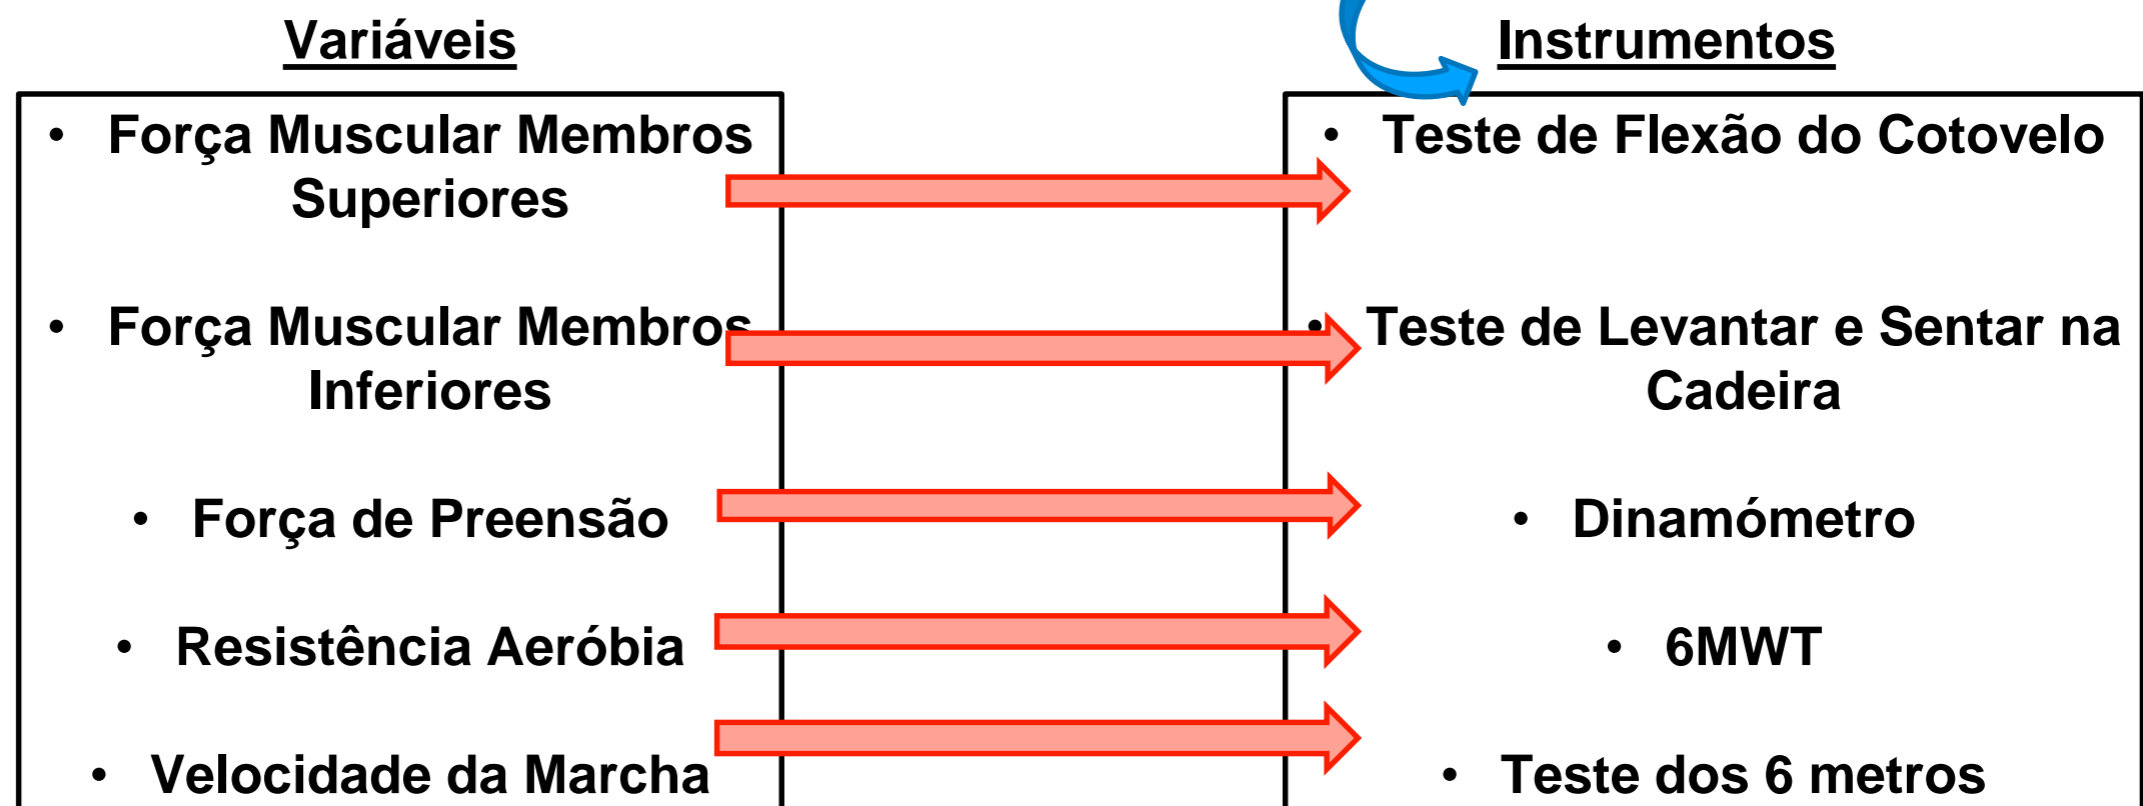 Variáveis
• Força Muscular Membros
Superiores
• Força Muscular Membros
Inferiores
• Força de Preensão
• Resistência Aeróbia
• Velocidade da Marcha
Instrumentos
• Teste de Flexão do Cotovelo
• Teste de Levantar e Sentar na
Cadeira
• Dinamómetro
• 6MWT
• Teste dos 6 metros